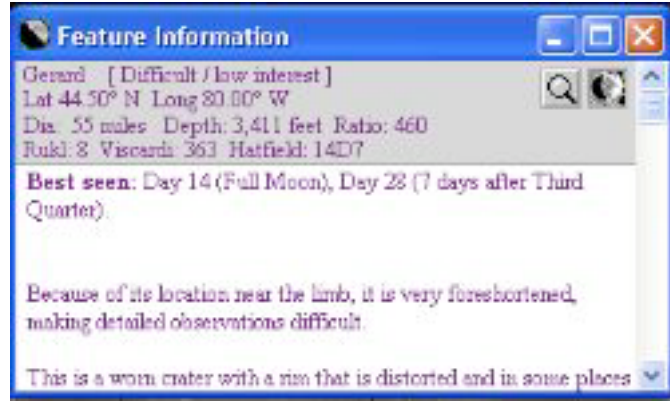 Feature Information
Gerard [ Difficult / low interest ]
Lat 44.50° N Long 80.00° W
Dia: 55 miles Depth: 3,411 feet Ratio: 460
Rukl: 8 Viscardi: 363 Hatfield: 14D7
Best seen: Day 14 (Full Moon), Day 28 (7 days after Third
Quarter).
Because of its location near the limb, it is very foreshortened,
making detailed observations difficult.
This is a worn crater with a rim that is distorted and in some places